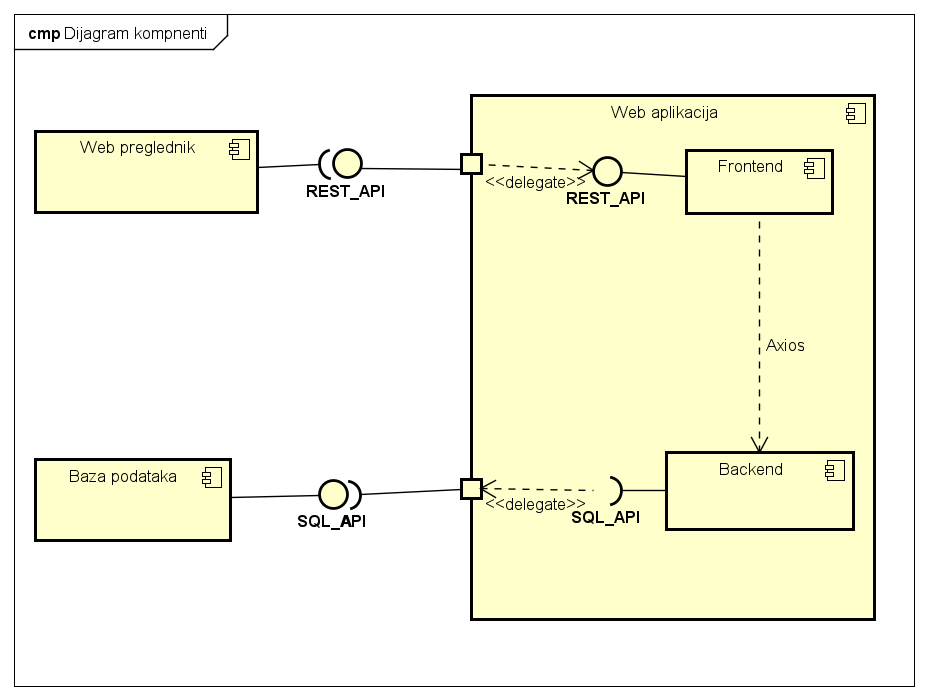 cmp Dijagram kompnenti
Web aplikacija
Web preglednik
Frontend
REST_API
<<delegate>>
REST_API
Axios
Baza podataka
Backend
SQL_API
<<delegate>>
SQL_API